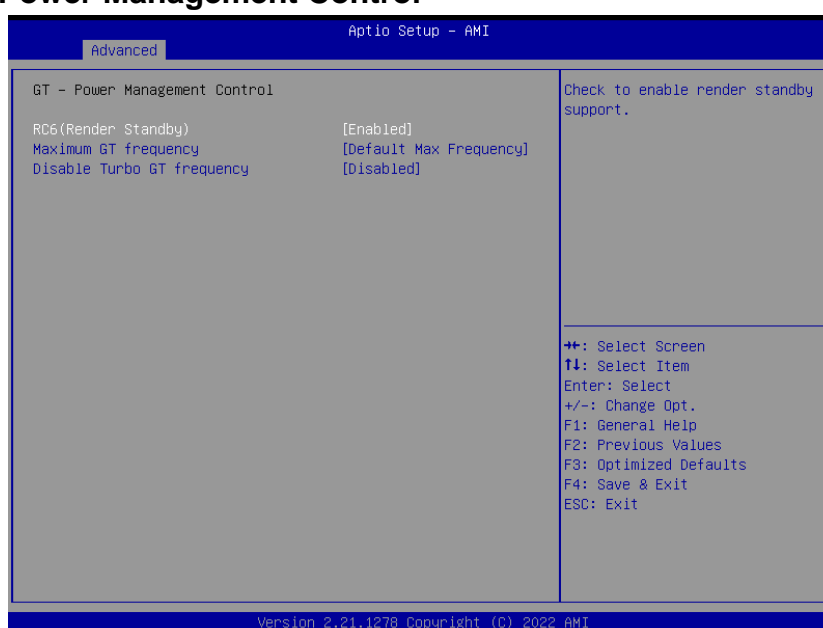 Power Management Control
Aptio Setup – AMI
Advanced
GT – Power Management Control
RC6(Render Standby) [Enabled]
Maximum GT frequency [Default Max Frequency]
Disable Turbo GT frequency [Disabled]
Check to enable render standby
support.
→←: Select Screen
↑↓: Select Item
Enter: Select
+/-: Change Opt.
F1: General Help
F2: Previous Values
F3: Optimized Defaults
F4: Save & Exit
ESC: Exit
Version 2.21.1278 Copyright (C) 2022 AMI